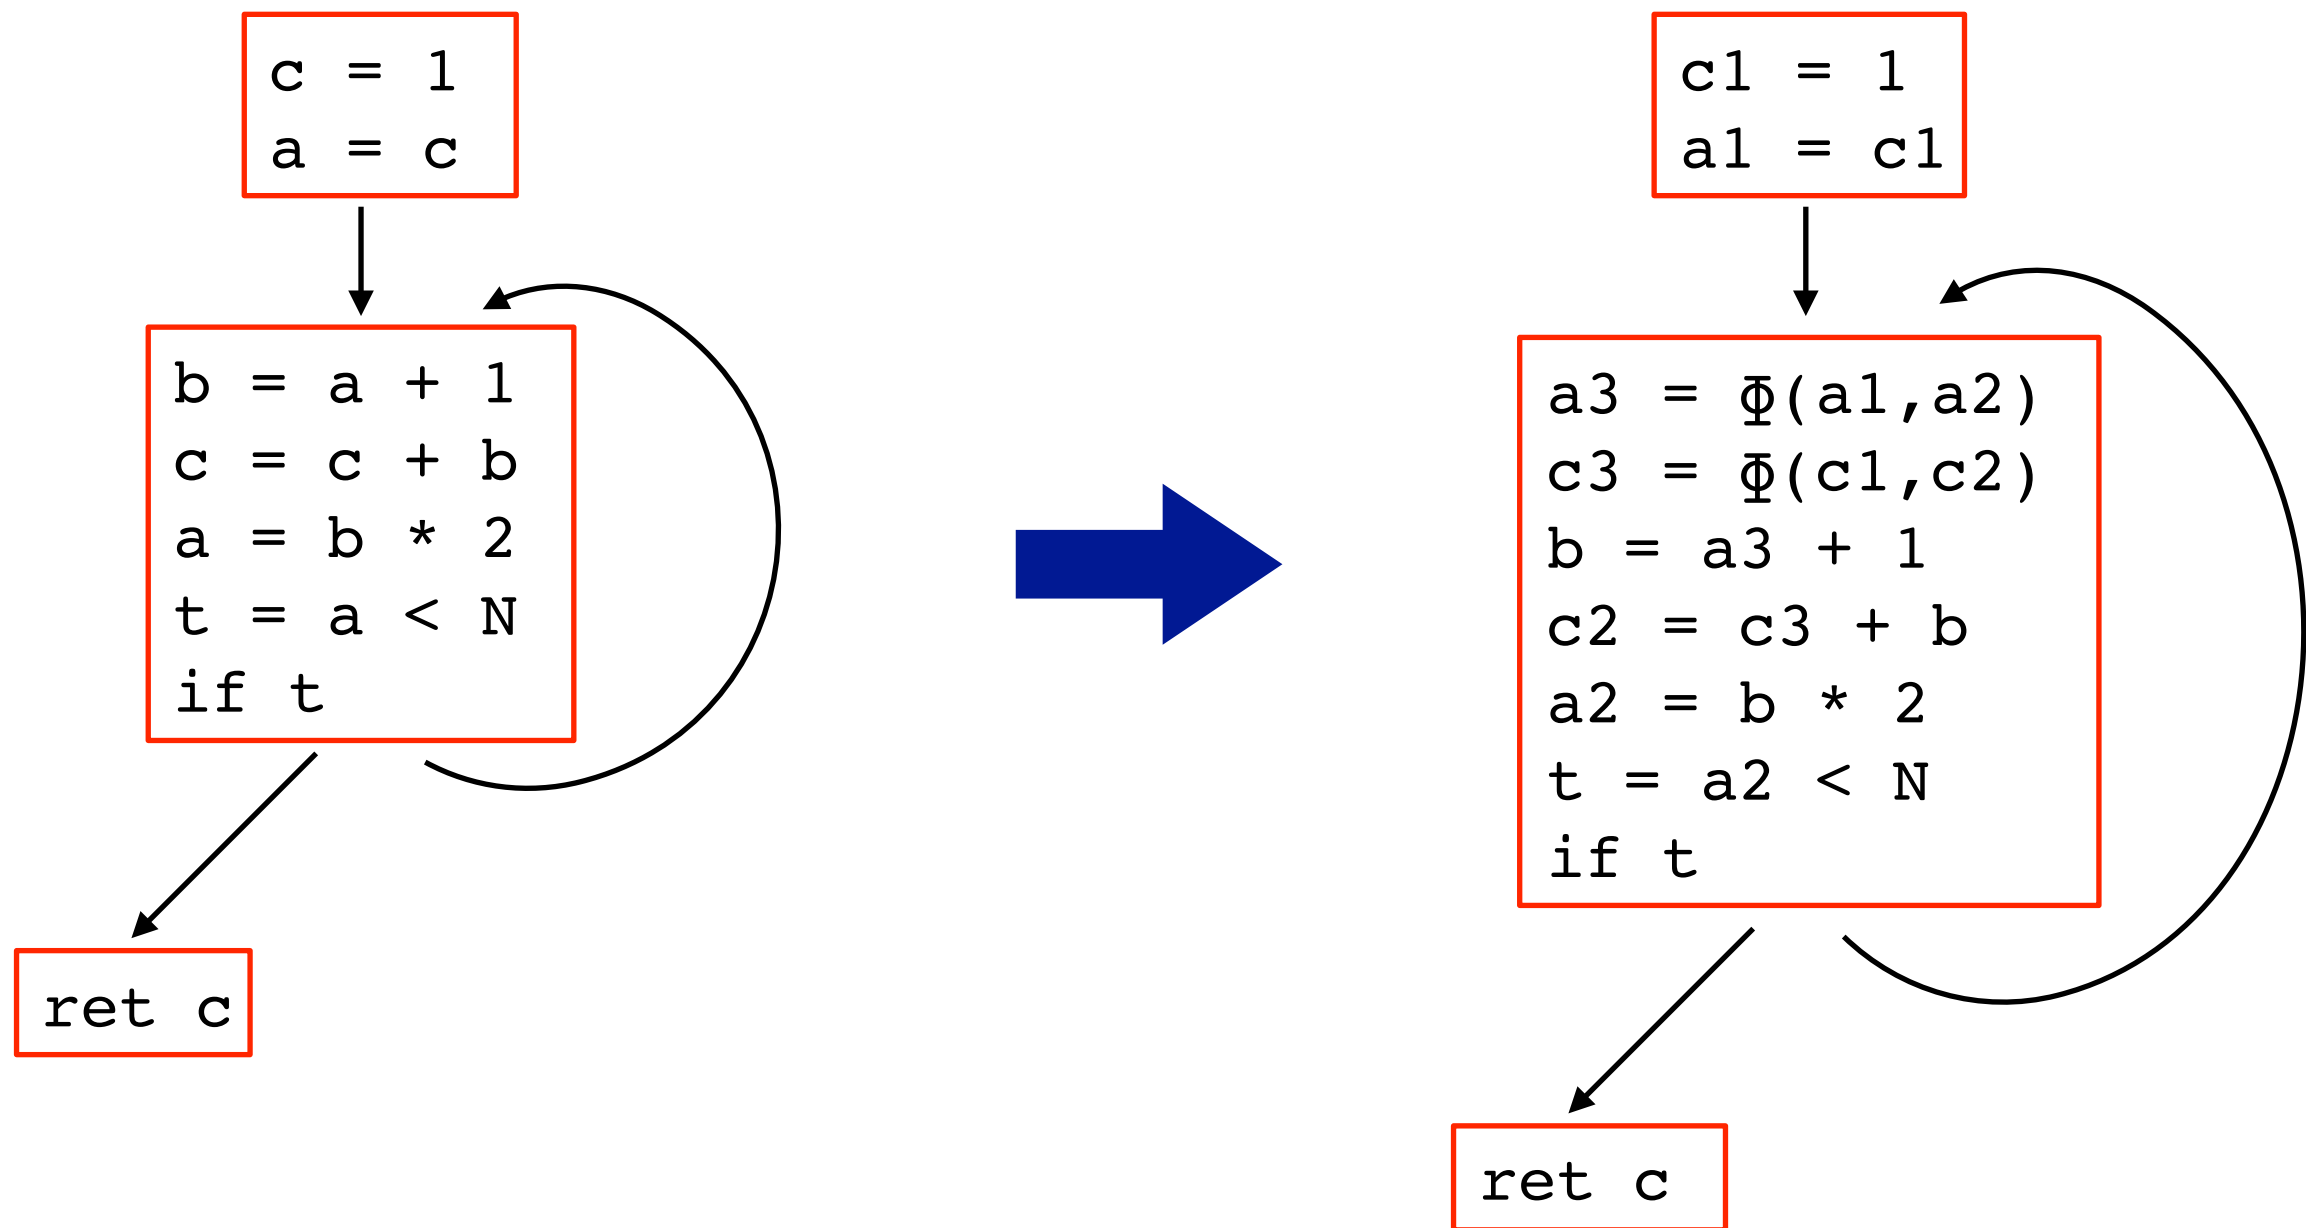 c = 1
a = c
b = a + 1
c = c + b
a = b * 2
t = a < N
if t
ret c
c1 = 1
a1 = c1
a3 = Φ(a1,a2)
c3 = Φ(c1,c2)
b = a3 + 1
c2 = c3 + b
a2 = b * 2
t = a2 < N
if t
ret c